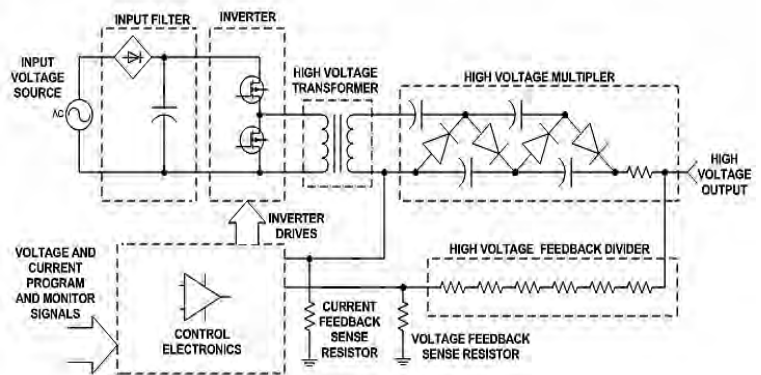 INPUT FILTER
INVERTER
INPUT
VOLTAGE
SOURCE
AC
HIGH VOLTAGE
TRANSFORMER
HIGH VOLTAGE MULTIPLER
HIGH
VOLTAGE
OUTPUT
INVERTER
DRIVES
VOLTAGE AND
CURRENT
PROGRAM
AND MONITOR
SIGNALS
CONTROL
ELECTRONICS
CURRENT
FEEDBACK
SENSE
RESISTOR
HIGH VOLTAGE FEEDBACK DIVIDER
VOLTAGE FEEDBACK
SENSE RESISTOR